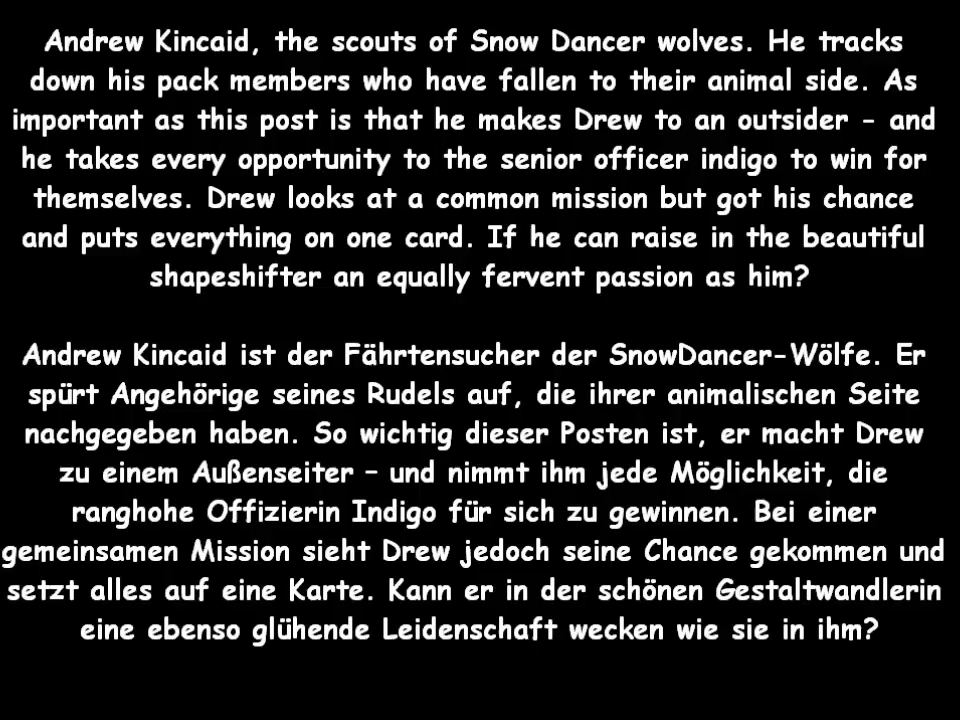 Andrew Kincaid, the scouts of Snow Dancer wolves. He tracks
down his pack members who have fallen to their animal side. As
important as this post is that he makes Drew to an outsider - and
he takes every opportunity to the senior officer indigo to win for
themselves. Drew looks at a common mission but got his chance
and puts everything on one card. If he can raise in the beautiful
shapeshifter an equally fervent passion as him?
Andrew Kincaid ist der Fährtensucher der SnowDancer-Wölfe. Er
spürt Angehörige seines Rudels auf, die ihrer animalischen Seite
nachgegeben haben. So wichtig dieser Posten ist, er macht Drew
zu einem Außenseiter – und nimmt ihm jede Möglichkeit, die
ranghohe Offizierin Indigo für sich zu gewinnen. Bei einer
gemeinsamen Mission sieht Drew jedoch seine Chance gekommen und
setzt alles auf eine Karte. Kann er in der schönen Gestaltwandlerin
eine ebenso glühende Leidenschaft wecken wie sie in ihm?